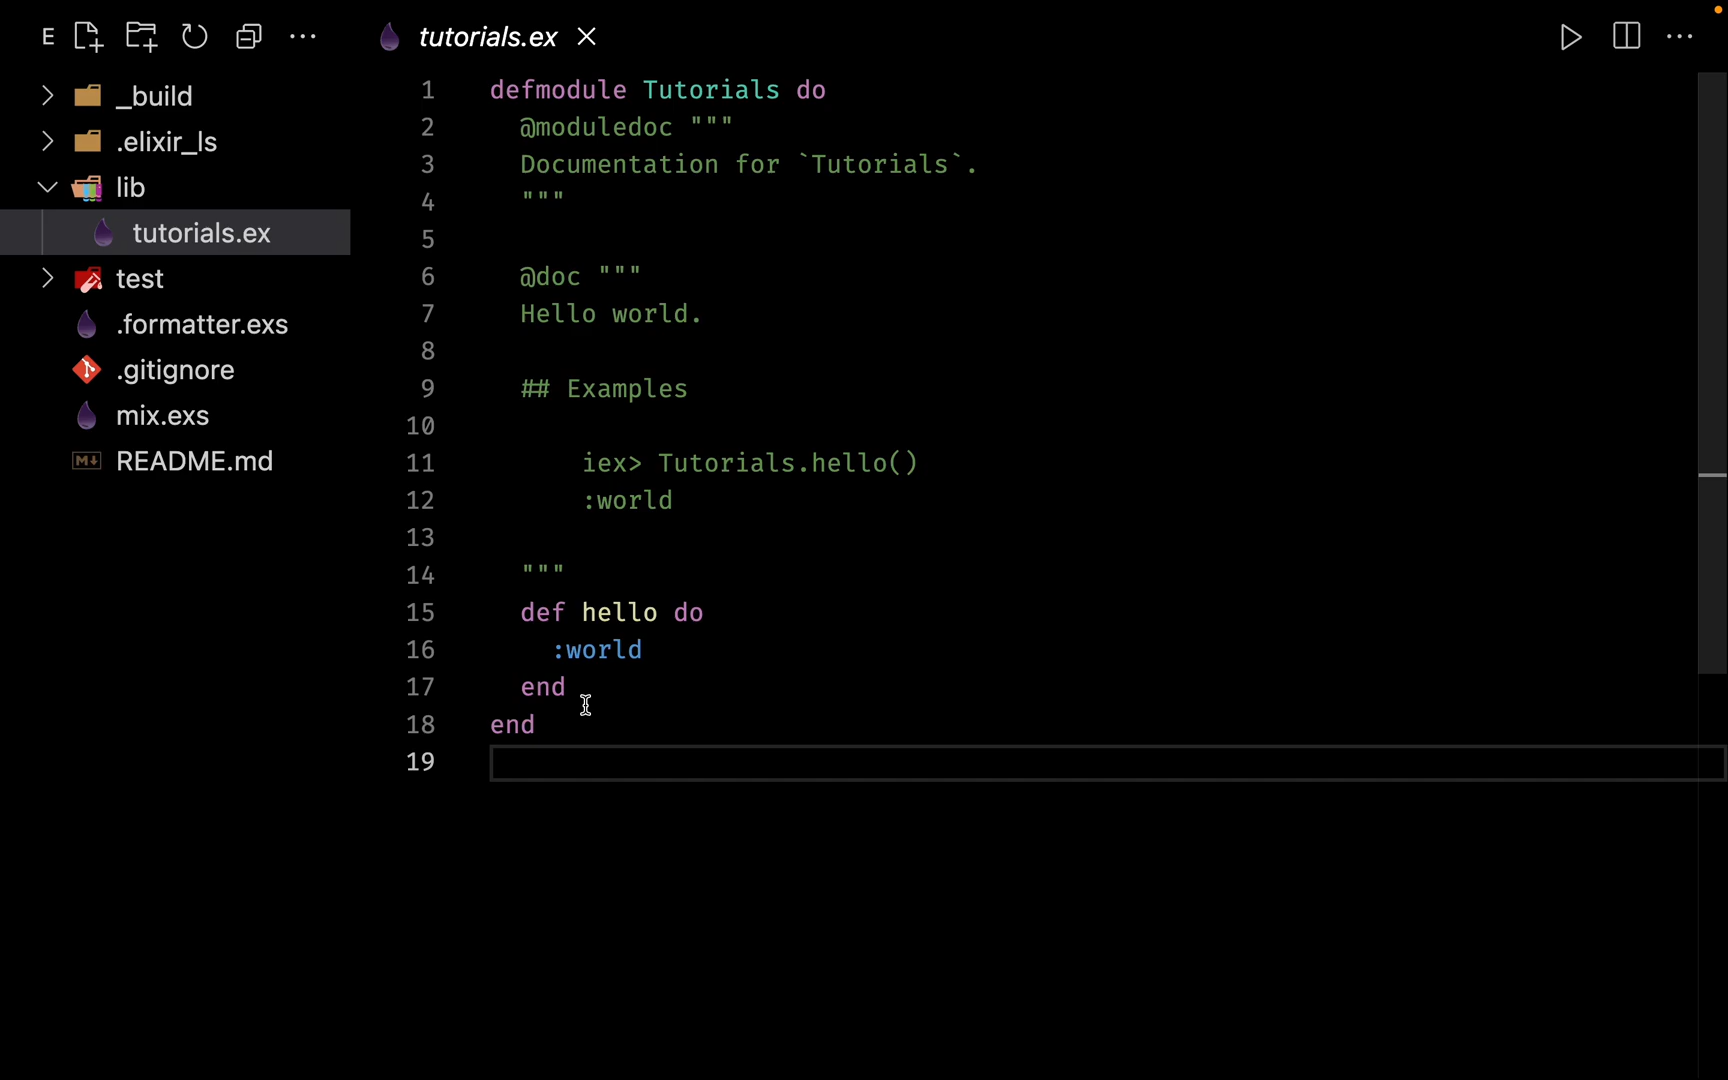 E
tutorials.ex
_build
.elixir_ls
lib
tutorials.ex
test
.formatter.exs
.gitignore
mix.exs
M↓ README.md
1 defmodule Tutorials do
2   @moduledoc """
3   Documentation for `Tutorials`.
4   """
5
6   @doc """
7   Hello world.
8
9   ## Examples
10
11       iex> Tutorials.hello()
12       :world
13
14   """
15   def hello do
16     :world
17   end
18 end
19